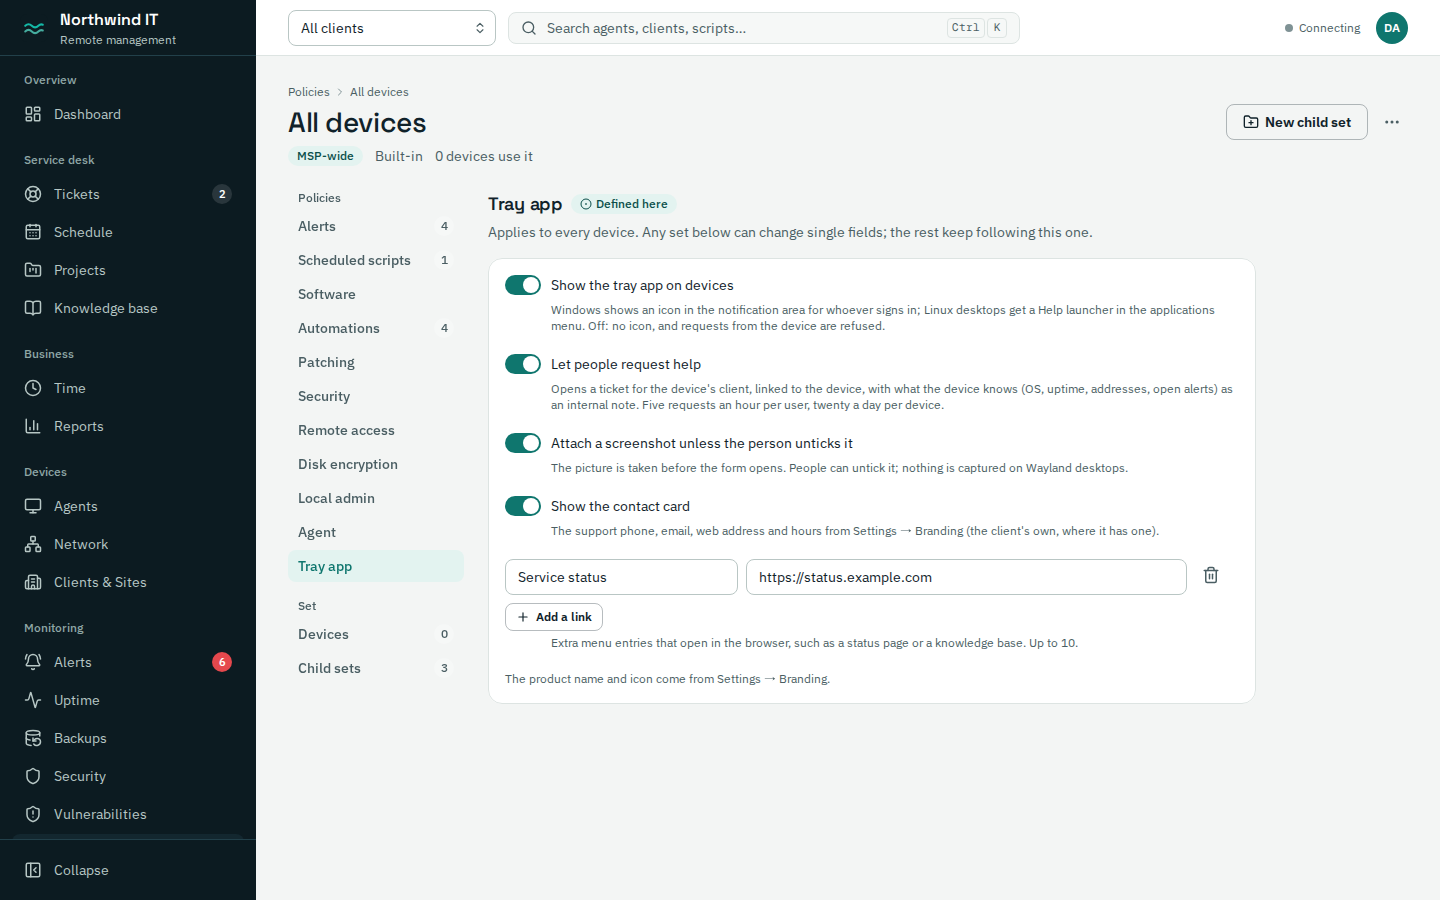 Northwind IT
Remote management
Overview
Dashboard
Service desk
Tickets 2
Schedule
Projects
Knowledge base
Business
Time
Reports
Devices
Agents
Network
Clients & Sites
Monitoring
Alerts 6
Uptime
Backups
Security
Vulnerabilities
Collapse
All clients
Search agents, clients, scripts...
Ctrl K
Connecting
DA
Policies > All devices
All devices
MSP-wide Built-in 0 devices use it
New child set
Policies
Alerts 4
Scheduled scripts 1
Software
Automations 4
Patching
Security
Remote access
Disk encryption
Local admin
Agent
Tray app
Set
Devices 0
Child sets 3
Tray app Defined here
Applies to every device. Any set below can change single fields; the rest keep following this one.
Show the tray app on devices
Windows shows an icon in the notification area for whoever signs in; Linux desktops get a Help launcher in the applications
menu. Off: no icon, and requests from the device are refused.
Let people request help
Opens a ticket for the device's client, linked to the device, with what the device knows (OS, uptime, addresses, open alerts) as
an internal note. Five requests an hour per user, twenty a day per device.
Attach a screenshot unless the person unticks it
The picture is taken before the form opens. People can untick it; nothing is captured on Wayland desktops.
Show the contact card
The support phone, email, web address and hours from Settings → Branding (the client's own, where it has one).
Service status https://status.example.com
Add a link
Extra menu entries that open in the browser, such as a status page or a knowledge base. Up to 10.
The product name and icon come from Settings → Branding.